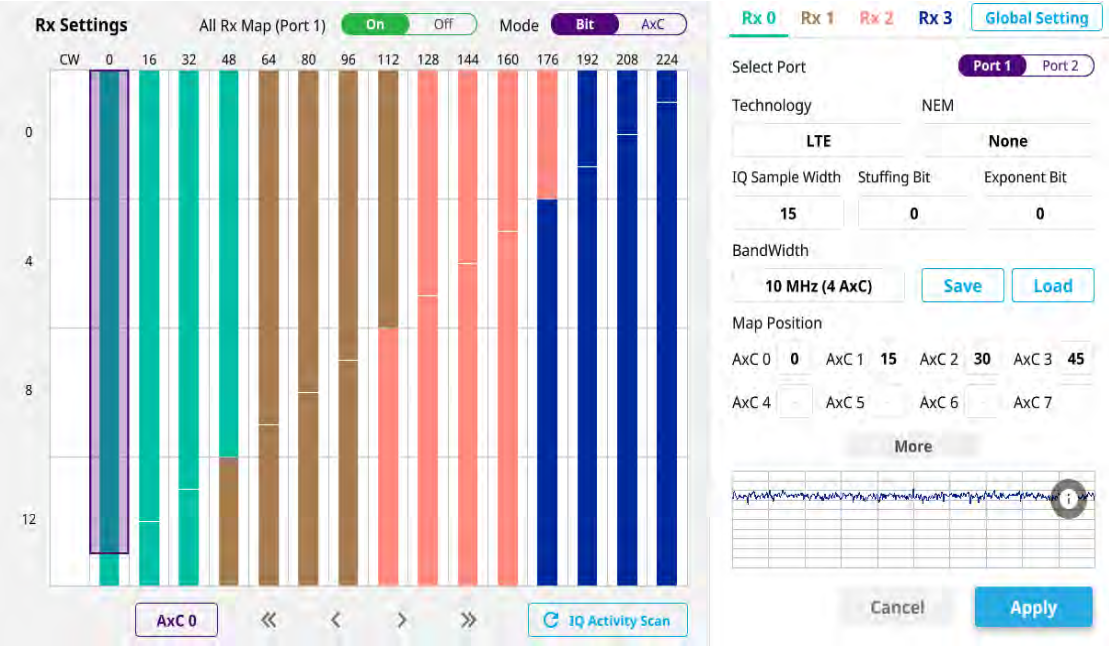 Rx Settings All Rx Map (Port 1) On Off Mode Bit AxC
CW 0 16 32 48 64 80 96 112 128 144 160 176 192 208 224
0
4
8
12
AxC 0 « < > » IQ Activity Scan
Rx 0 Rx 1 Rx 2 Rx 3 Global Setting
Select Port Port 1 Port 2
Technology NEM
LTE None
IQ Sample Width Stuffing Bit Exponent Bit
15 0 0
BandWidth
10 MHz (4 AxC) Save Load
Map Position
AxC 0 0 AxC 1 15 AxC 2 30 AxC 3 45
AxC 4 - AxC 5 - AxC 6 - AxC 7
More
i
Cancel Apply